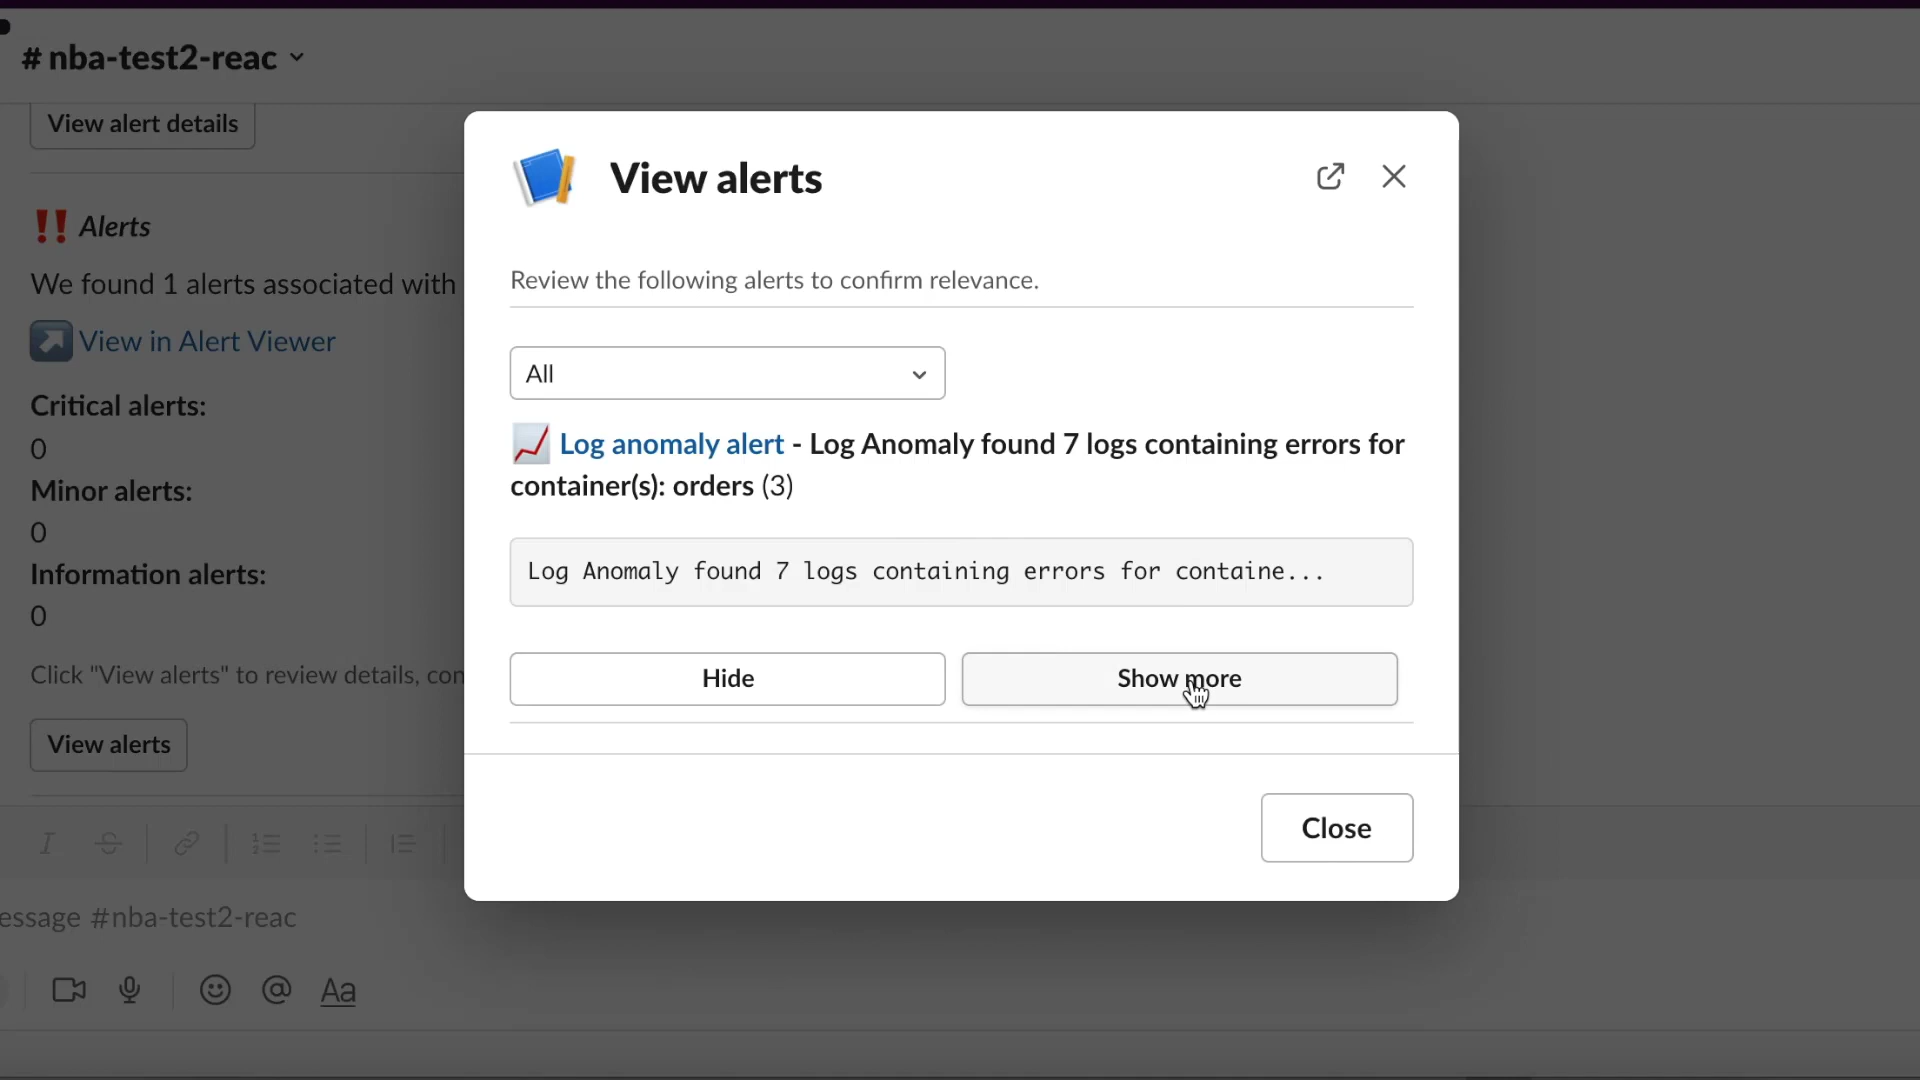 # nba-test2-reac
View alert details
!! Alerts
We found 1 alerts associated with
View in Alert Viewer
Critical alerts:
0
Minor alerts:
0
Information alerts:
0
Click "View alerts" to review details, con
View alerts
essage #nba-test2-reac
Aa
View alerts
Review the following alerts to confirm relevance.
All
Log anomaly alert - Log Anomaly found 7 logs containing errors for
container(s): orders (3)
Log Anomaly found 7 logs containing errors for containe...
Hide
Show more
Close